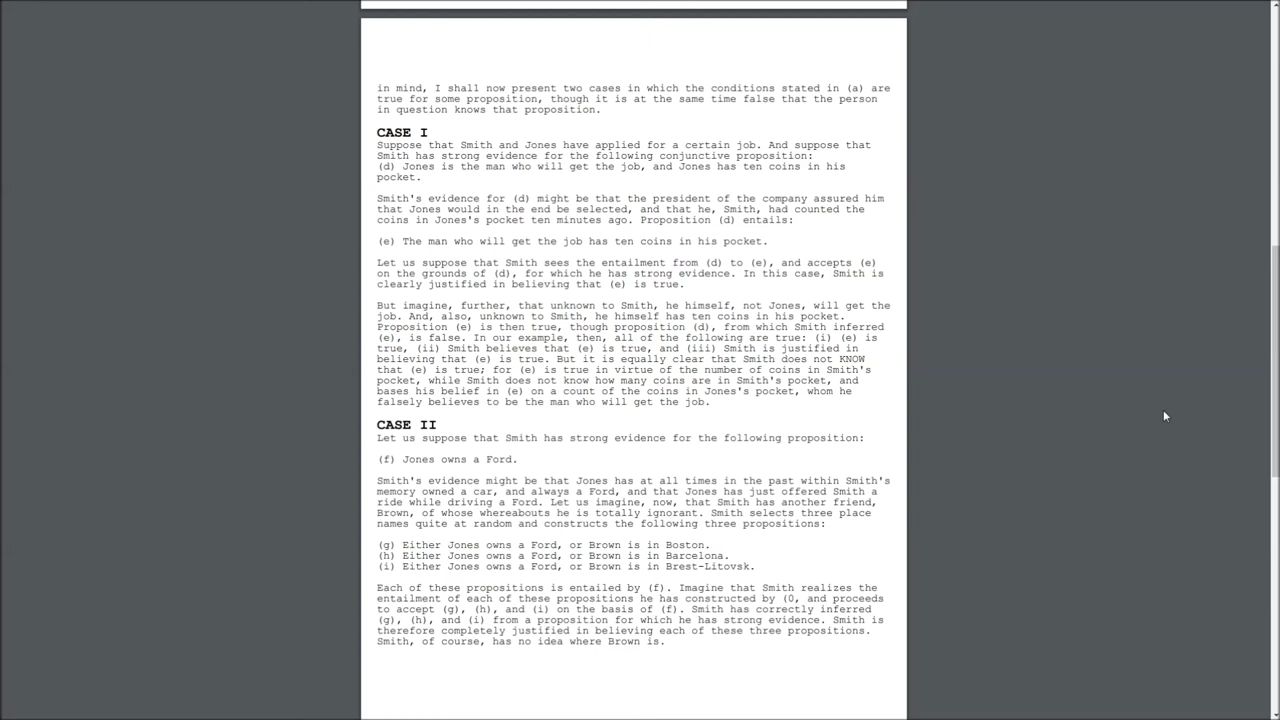 in mind, I shall now present two cases in which the conditions stated in (a) are
true for some proposition, though it is at the same time false that the person
in question knows that proposition.
CASE I
Suppose that Smith and Jones have applied for a certain job. And suppose that
Smith has strong evidence for the following conjunctive proposition:
(d) Jones is the man who will get the job, and Jones has ten coins in his
pocket.
Smith's evidence for (d) might be that the president of the company assured him
that Jones would in the end be selected, and that he, Smith, had counted the
coins in Jones's pocket ten minutes ago. Proposition (d) entails:
(e) The man who will get the job has ten coins in his pocket.
Let us suppose that Smith sees the entailment from (d) to (e), and accepts (e)
on the grounds of (d), for which he has strong evidence. In this case, Smith is
clearly justified in believing that (e) is true.
But imagine, further, that unknown to Smith, he himself, not Jones, will get the
job. And, also, unknown to Smith, he himself has ten coins in his pocket.
Proposition (e) is then true, though proposition (d), from which Smith inferred
(e), is false. In our example, then, all of the following are true: (i) (e) is
true, (ii) Smith believes that (e) is true, and (iii) Smith is justified in
believing that (e) is true. But it is equally clear that Smith does not KNOW
that (e) is true; for (e) is true in virtue of the number of coins in Smith's
pocket, while Smith does not know how many coins are in Smith's pocket, and
bases his belief in (e) on a count of the coins in Jones's pocket, whom he
falsely believes to be the man who will get the job.
CASE II
Let us suppose that Smith has strong evidence for the following proposition:
(f) Jones owns a Ford.
Smith's evidence might be that Jones has at all times in the past within Smith's
memory owned a car, and always a Ford, and that Jones has just offered Smith a
ride while driving a Ford. Let us imagine, now, that Smith has another friend,
Brown, of whose whereabouts he is totally ignorant. Smith selects three place
names quite at random and constructs the following three propositions:
(g) Either Jones owns a Ford, or Brown is in Boston.
(h) Either Jones owns a Ford, or Brown is in Barcelona.
(i) Either Jones owns a Ford, or Brown is in Brest-Litovsk.
Each of these propositions is entailed by (f). Imagine that Smith realizes the
entailment of each of these propositions he has constructed by (0, and proceeds
to accept (g), (h), and (i) on the basis of (f). Smith has correctly inferred
(g), (h), and (i) from a proposition for which he has strong evidence. Smith is
therefore completely justified in believing each of these three propositions.
Smith, of course, has no idea where Brown is.